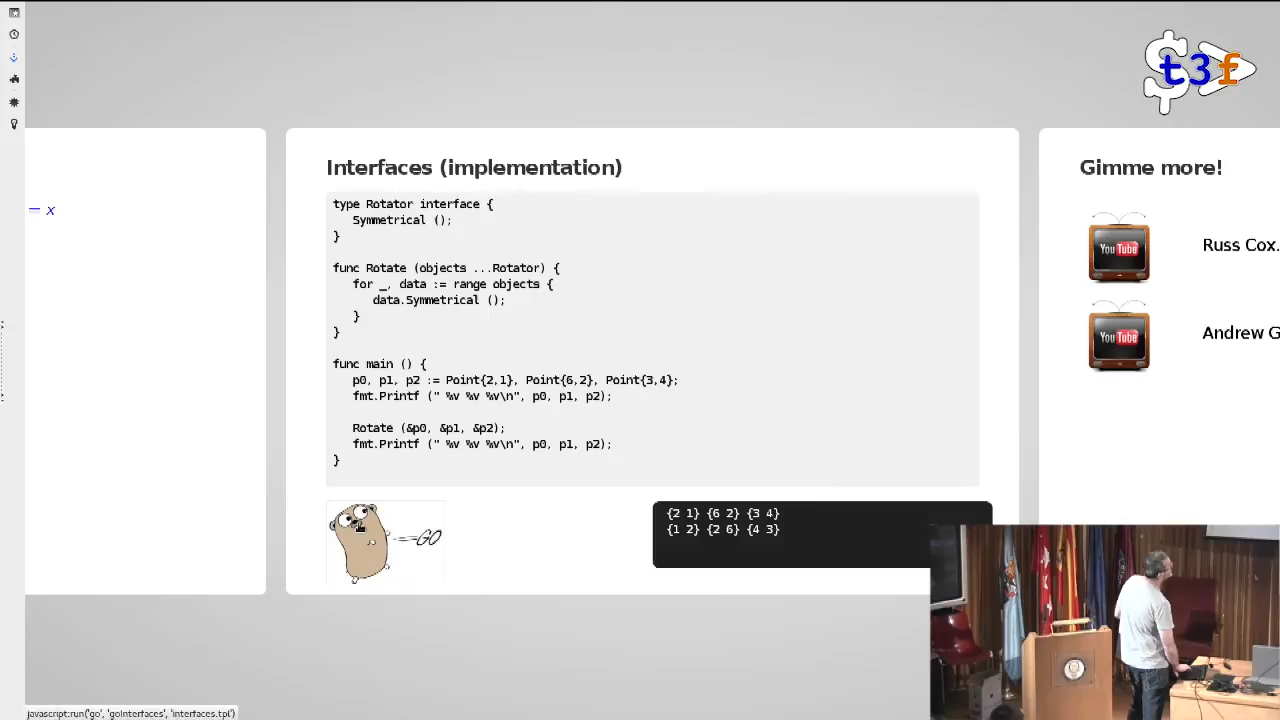 $t3f
= x
Interfaces (implementation)
type Rotator interface {
Symmetrical ();
}
func Rotate (objects ...Rotator) {
for _, data := range objects {
data.Symmetrical ();
}
}
func main () {
p0, p1, p2 := Point{2,1}, Point{6,2}, Point{3,4};
fmt.Printf (" %v %v %v\n", p0, p1, p2);
Rotate (&p0, &p1, &p2);
fmt.Printf (" %v %v %v\n", p0, p1, p2);
}
==GO
{2 1} {6 2} {3 4}
{1 2} {2 6} {4 3}
Gimme more!
You Tube
Russ Cox.
You Tube
Andrew G
javascript:run('go', 'goInterfaces', 'interfaces.tpl')